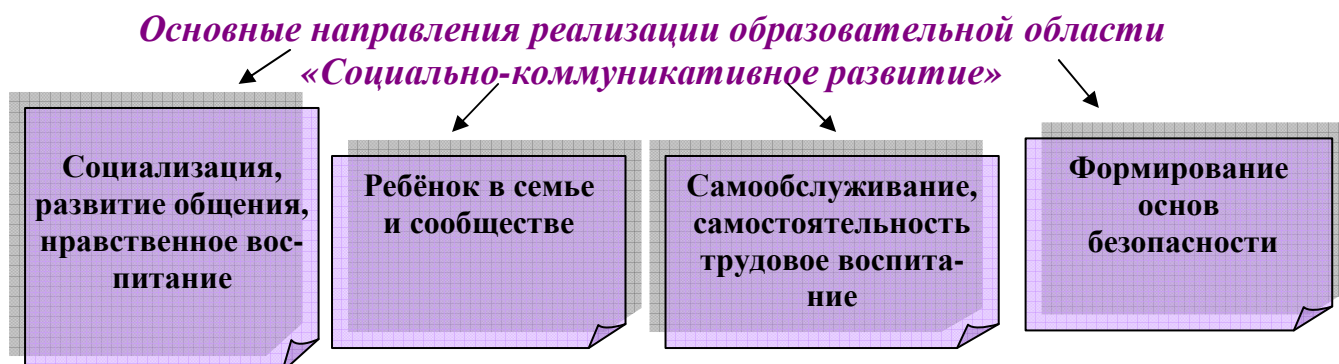 Основные направления реализации образовательной области
«Социально-коммуникативное развитие»
Социализация,
развитие общения,
нравственное вос-
питание
Ребёнок в семье
и сообществе
Самообслуживание,
самостоятельность
трудовое воспита-
ние
Формирование
основ
безопасности